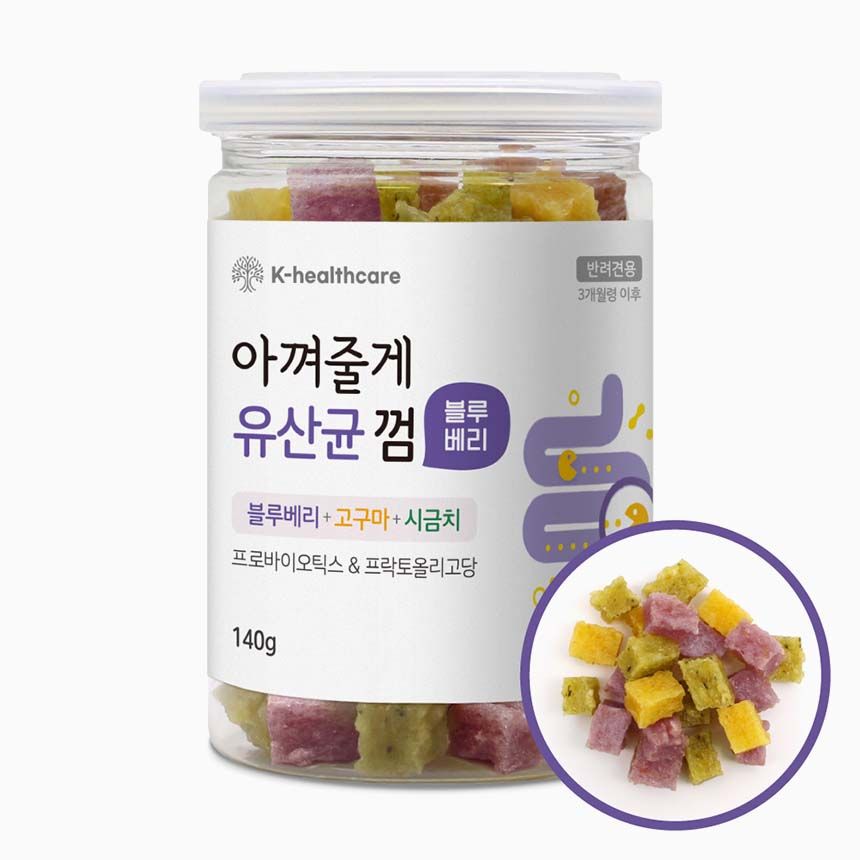 K-healthcare
반려견용
3개월령 이후
아껴줄게
유산균 껌
블루
베리
블루베리+고구마+시금치
프로바이오틱스 & 프락토올리고당
140g